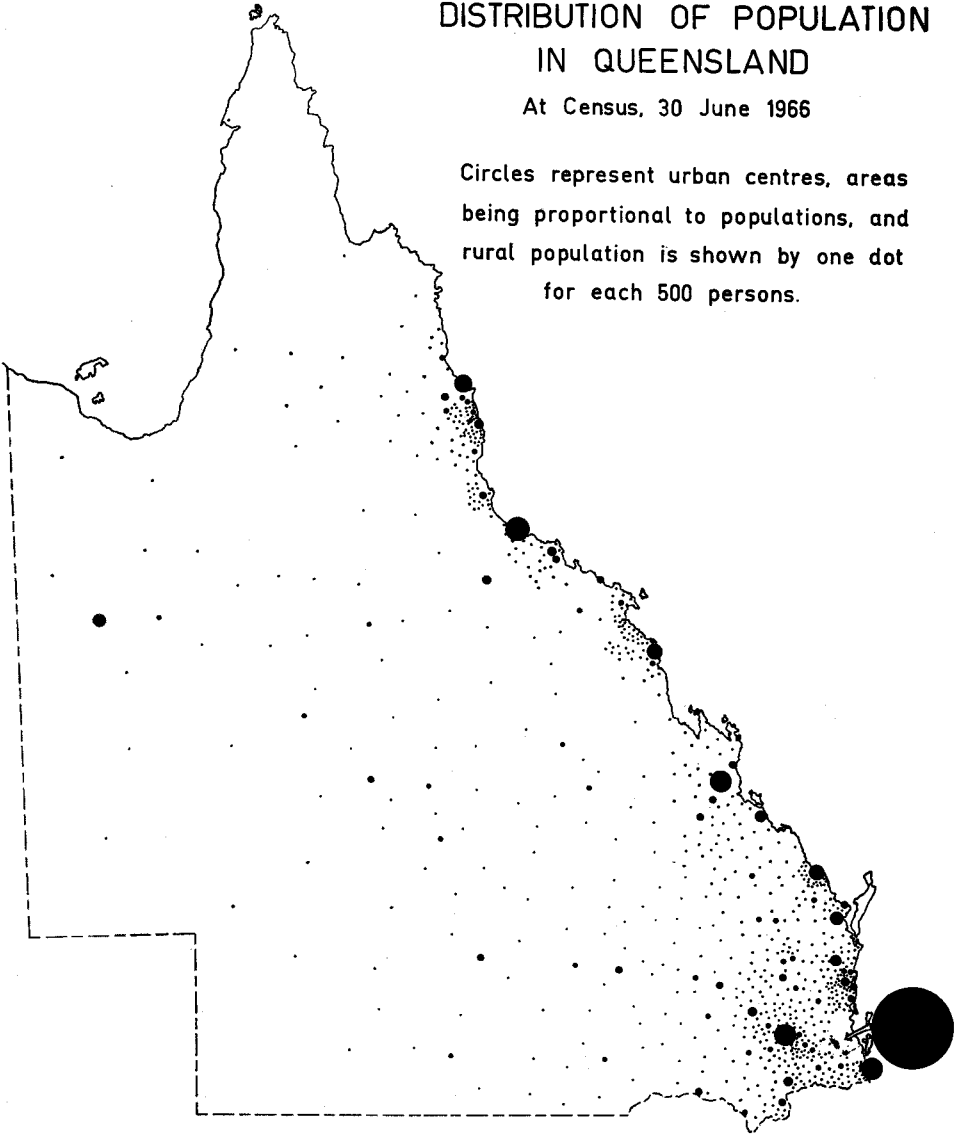 DISTRIBUTION OF POPULATION
IN QUEENSLAND
At Census, 30 June 1966
Circles represent urban centres, areas
being proportional to populations, and
rural population is shown by one dot
for each 500 persons.